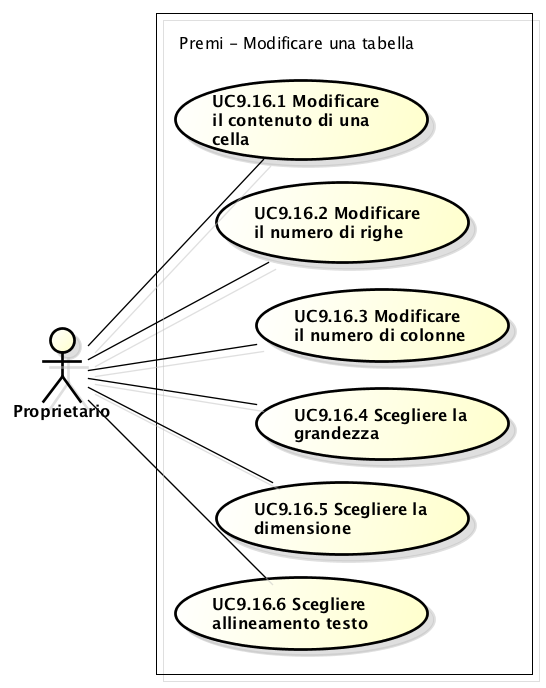 Premi – Modificare una tabella
UC9.16.1 Modificare
il contenuto di una
cella
UC9.16.2 Modificare
il numero di righe
UC9.16.3 Modificare
il numero di colonne
Proprietario
UC9.16.4 Scegliere la
grandezza
UC9.16.5 Scegliere la
dimensione
UC9.16.6 Scegliere
allineamento testo